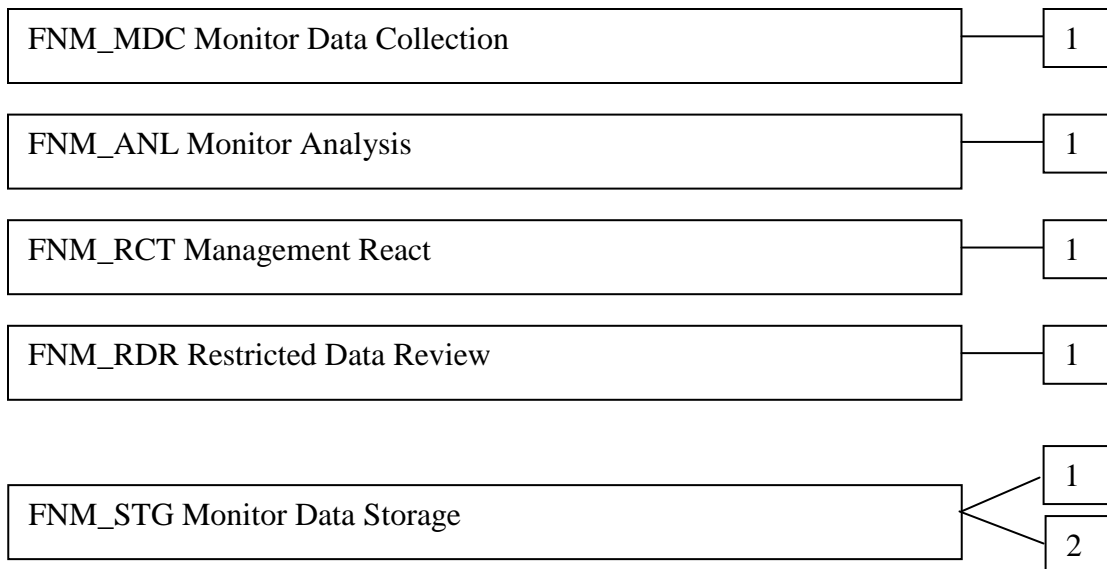 FNM_MDC Monitor Data Collection 1
FNM_ANL Monitor Analysis 1
FNM_RCT Management React 1
FNM_RDR Restricted Data Review 1
1
FNM_STG Monitor Data Storage
2